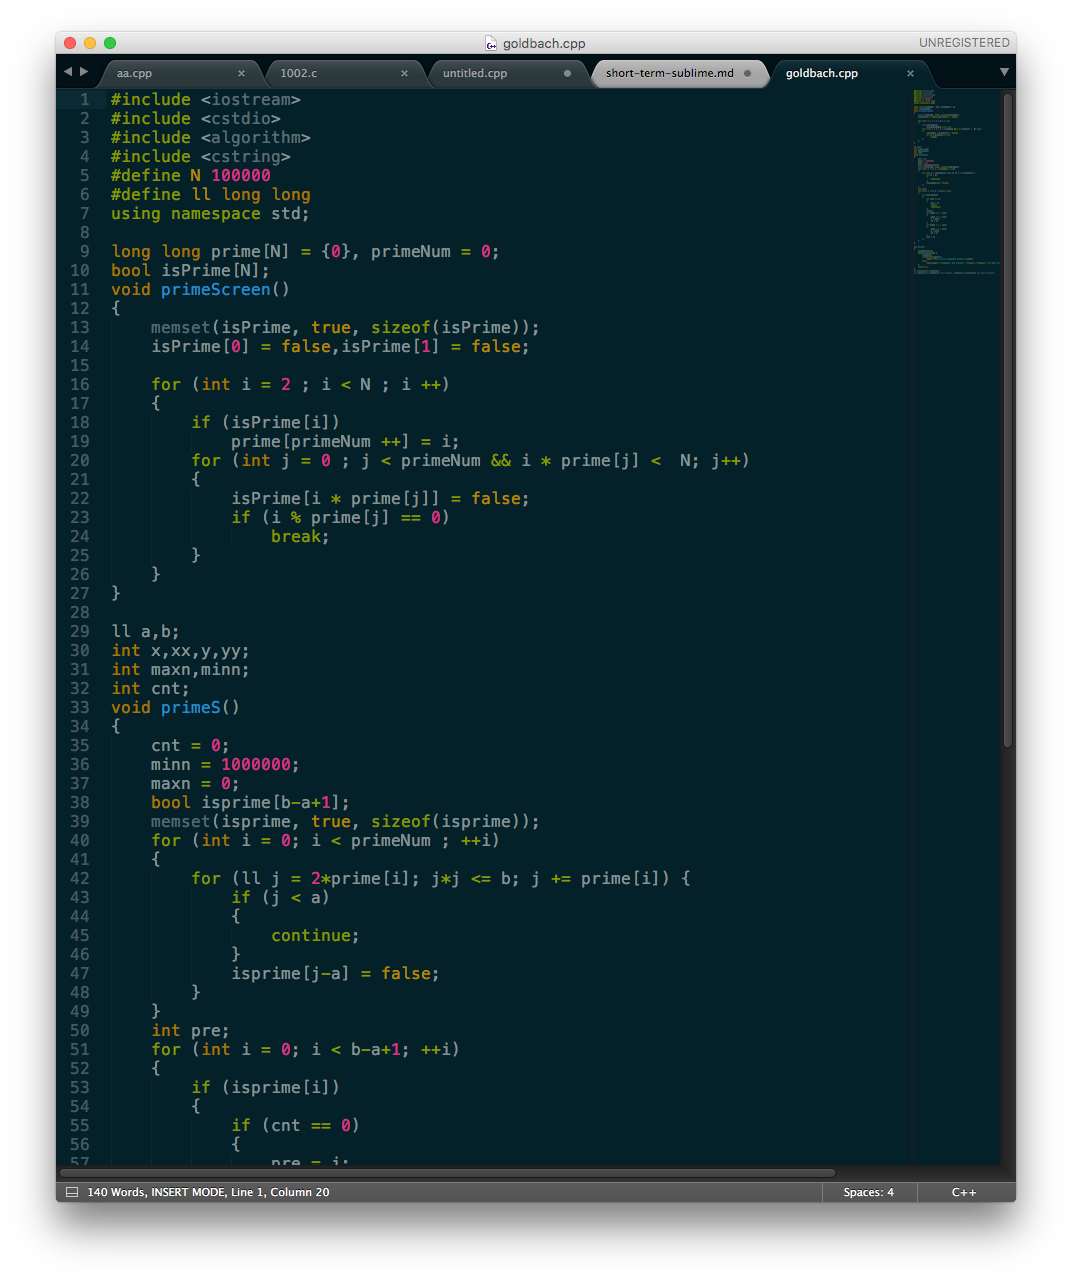 goldbach.cpp
UNREGISTERED
aa.cpp
1002.c
untitled.cpp
short-term-sublime.md
goldbach.cpp
1 #include <iostream>
2 #include <cstdio>
3 #include <algorithm>
4 #include <cstring>
5 #define N 100000
6 #define ll long long
7 using namespace std;
8
9 long long prime[N] = {0}, primeNum = 0;
10 bool isPrime[N];
11 void primeScreen()
12 {
13     memset(isPrime, true, sizeof(isPrime));
14     isPrime[0] = false,isPrime[1] = false;
15
16     for (int i = 2 ; i < N ; i ++)
17     {
18         if (isPrime[i])
19             prime[primeNum ++] = i;
20         for (int j = 0 ; j < primeNum && i * prime[j] <  N; j++)
21         {
22             isPrime[i * prime[j]] = false;
23             if (i % prime[j] == 0)
24                 break;
25         }
26     }
27 }
28
29 ll a,b;
30 int x,xx,y,yy;
31 int maxn,minn;
32 int cnt;
33 void primeS()
34 {
35     cnt = 0;
36     minn = 1000000;
37     maxn = 0;
38     bool isprime[b-a+1];
39     memset(isprime, true, sizeof(isprime));
40     for (int i = 0; i < primeNum ; ++i)
41     {
42         for (ll j = 2*prime[i]; j*j <= b; j += prime[i]) {
43             if (j < a)
44             {
45                 continue;
46             }
47             isprime[j-a] = false;
48         }
49     }
50     int pre;
51     for (int i = 0; i < b-a+1; ++i)
52     {
53         if (isprime[i])
54         {
55             if (cnt == 0)
56             {
57                 pre = i;
140 Words, INSERT MODE, Line 1, Column 20
Spaces: 4
C++